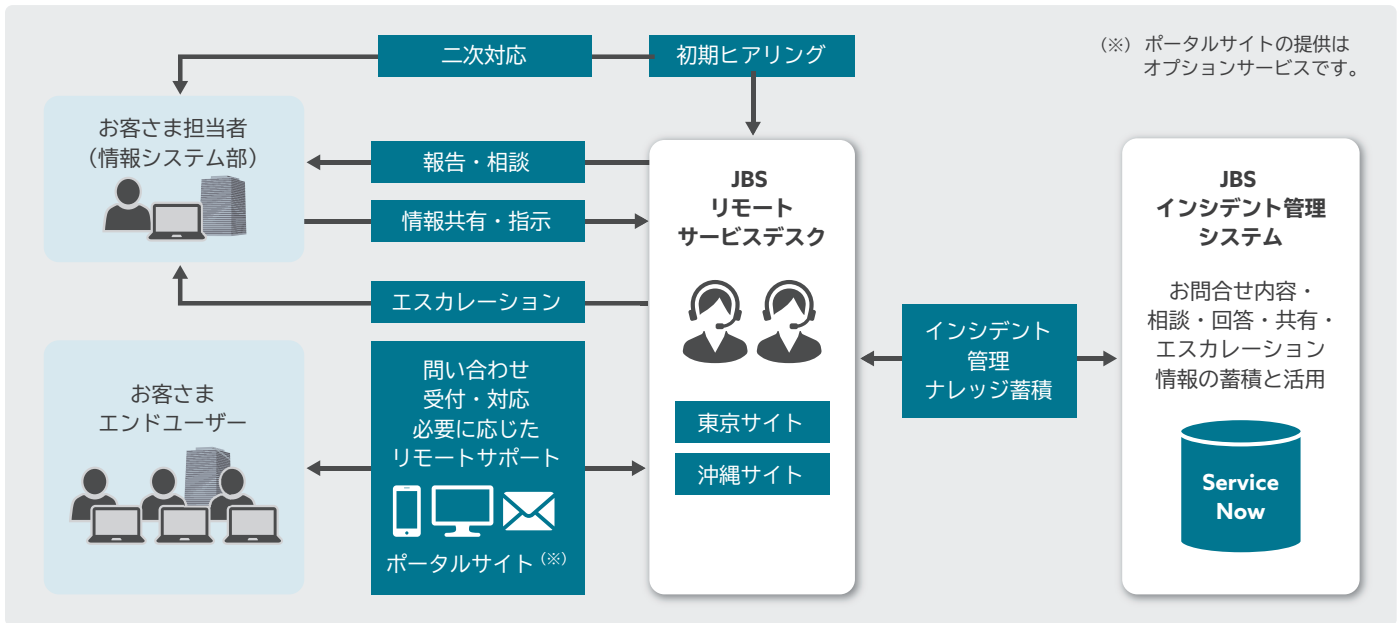 二次対応
初期ヒアリング
（※）ポータルサイトの提供は
オプションサービスです。
お客さま担当者
（情報システム部）
報告・相談
情報共有・指示
エスカレーション
お客さま
エンドユーザー
問い合わせ
受付・対応
必要に応じた
リモートサポート
ポータルサイト（※）
JBS
リモート
サービスデスク
東京サイト
沖縄サイト
インシデント
管理
ナレッジ蓄積
JBS
インシデント管理
システム
お問合せ内容・
相談・回答・共有・
エスカレーション
情報の蓄積と活用
Service
Now